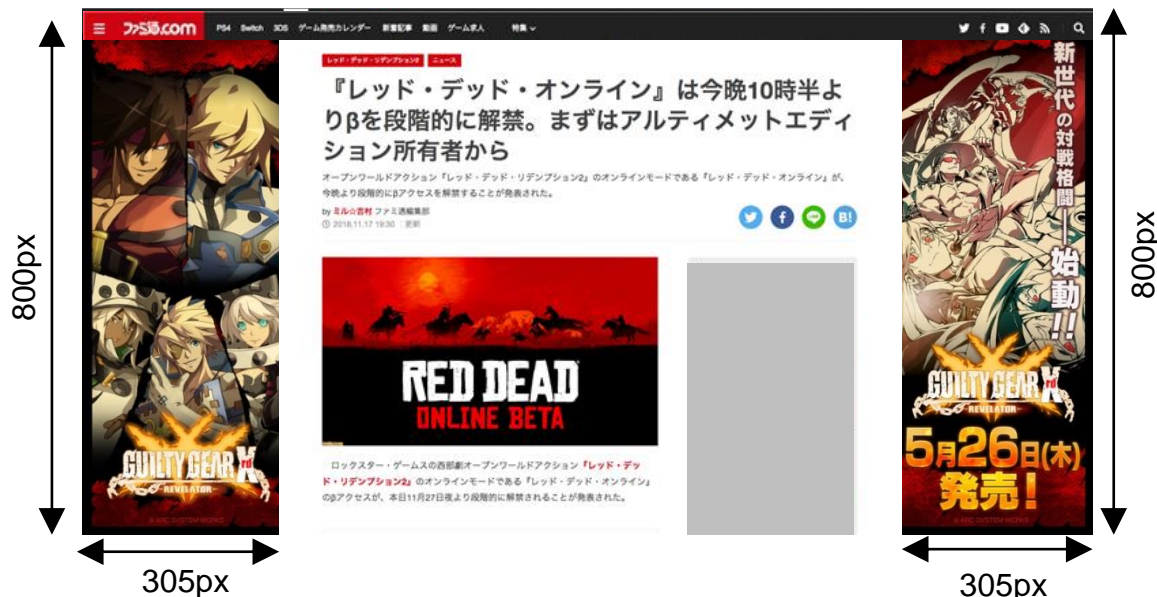 ファミ通.com PS4 Switch 3DS ゲーム発売カレンダー 新着記事 動画 ゲーム求人 特集
レッド・デッド・リデンプション2 ニュース
『レッド・デッド・オンライン』は今晩10時半よ
りβを段階的に解禁。まずはアルティメットエディ
ション所有者から
オープンワールドアクション『レッド・デッド・リデンプション2』のオンラインモードである『レッド・デッド・オンライン』が、
今晩より段階的にβアクセスを解禁することが発表された。
by ミル☆吉村 ファミ通編集部
2018.11.17 19:30 更新
B!
RED DEAD
ONLINE BETA
ロックスター・ゲームスの西部劇オープンワールドアクション『レッド・デッ
ド・リデンプション2』のオンラインモードである『レッド・デッド・オンライン』
のβアクセスが、本日11月27日夜より段階的に解禁されることが発表された。
GUILTY GEAR Xrd
-REVELATOR-
© ARC SYSTEM WORKS
新世代の対戦格闘――始動!!
GUILTY GEAR Xrd
-REVELATOR-
5月26日(木)
発売!
© ARC SYSTEM WORKS
800px
800px
305px
305px